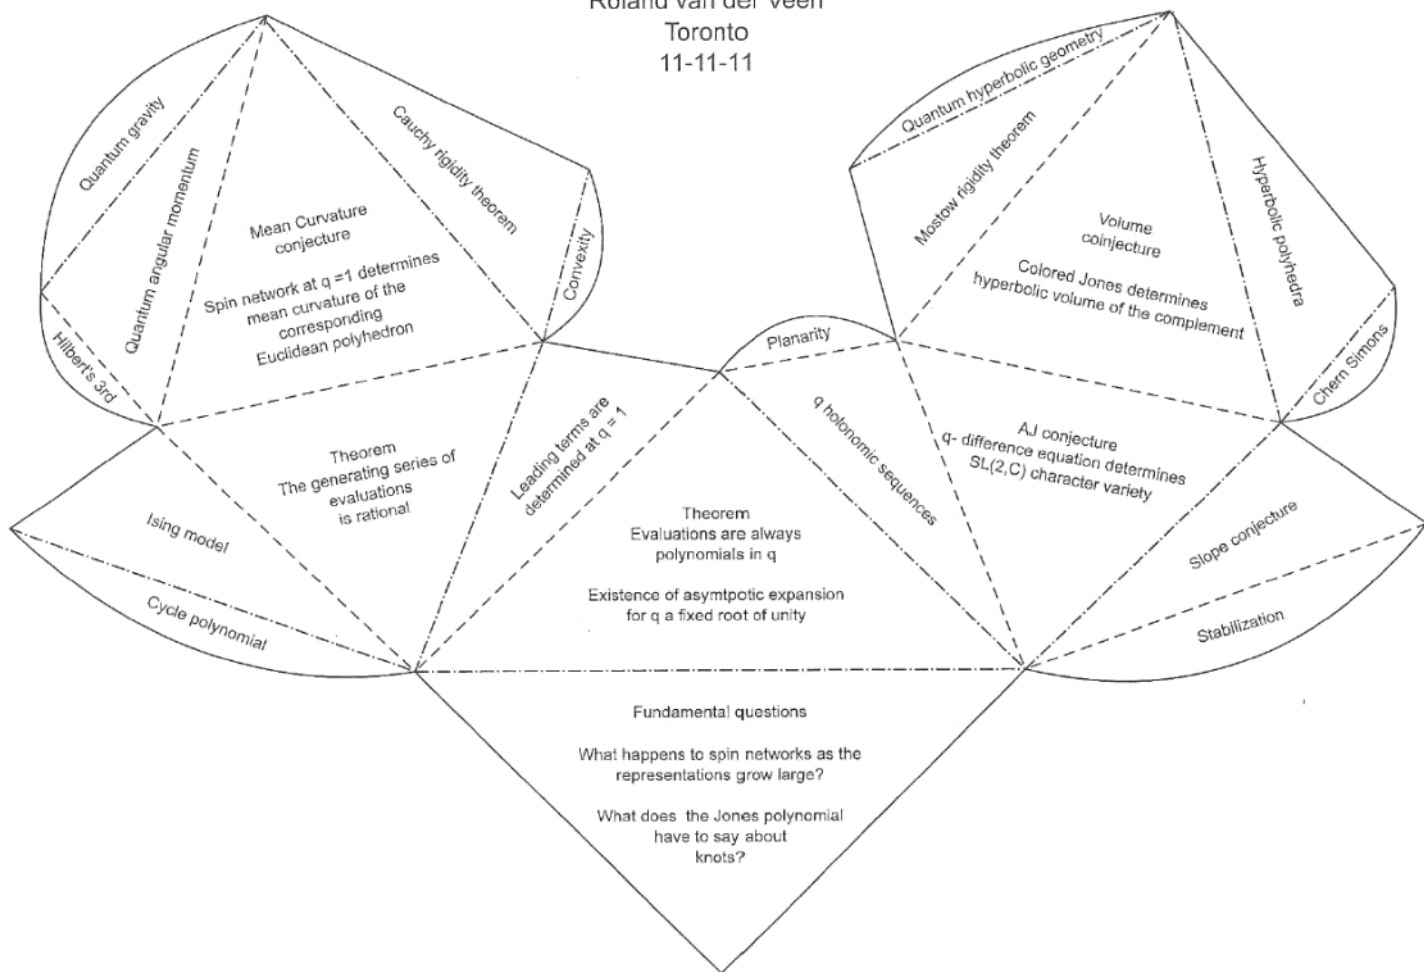 Roland van der Veen
Toronto
11-11-11
Quantum gravity
Hilbert's 3rd
Quantum angular momentum
Mean Curvature
conjecture
Spin network at q =1 determines
mean curvature of the
corresponding
Euclidean polyhedron
Cauchy rigidity theorem
Convexity
Quantum hyperbolic geometry
Mostow rigidity theorem
Volume
coinjecture
Colored Jones determines
hyperbolic volume of the complement
Hyperbolic polyhedra
Chern Simons
Planarity
Ising model
Cycle polynomial
Theorem
The generating series of
evaluations
is rational
Leading terms are
determined at q = 1
Theorem
Evaluations are always
polynomials in q
Existence of asymtpotic expansion
for q a fixed root of unity
q holonomic sequences
AJ conjecture
q- difference equation determines
SL(2,C) character variety
Slope conjecture
Stabilization
Fundamental questions
What happens to spin networks as the
representations grow large?
What does the Jones polynomial
have to say about
knots?